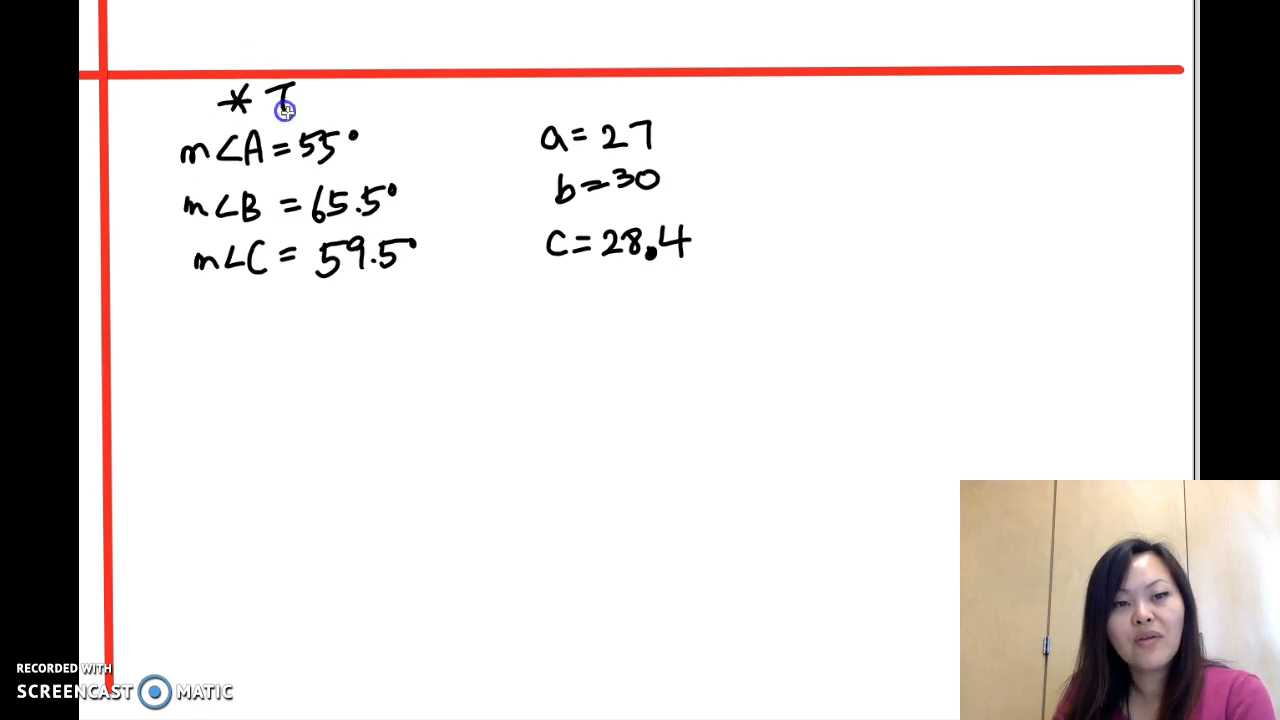 * T
m∠A = 55°
m∠B = 65.5°
m∠C = 59.5°
a = 27
b = 30
c = 28.4
RECORDED WITH
SCREENCAST MATIC